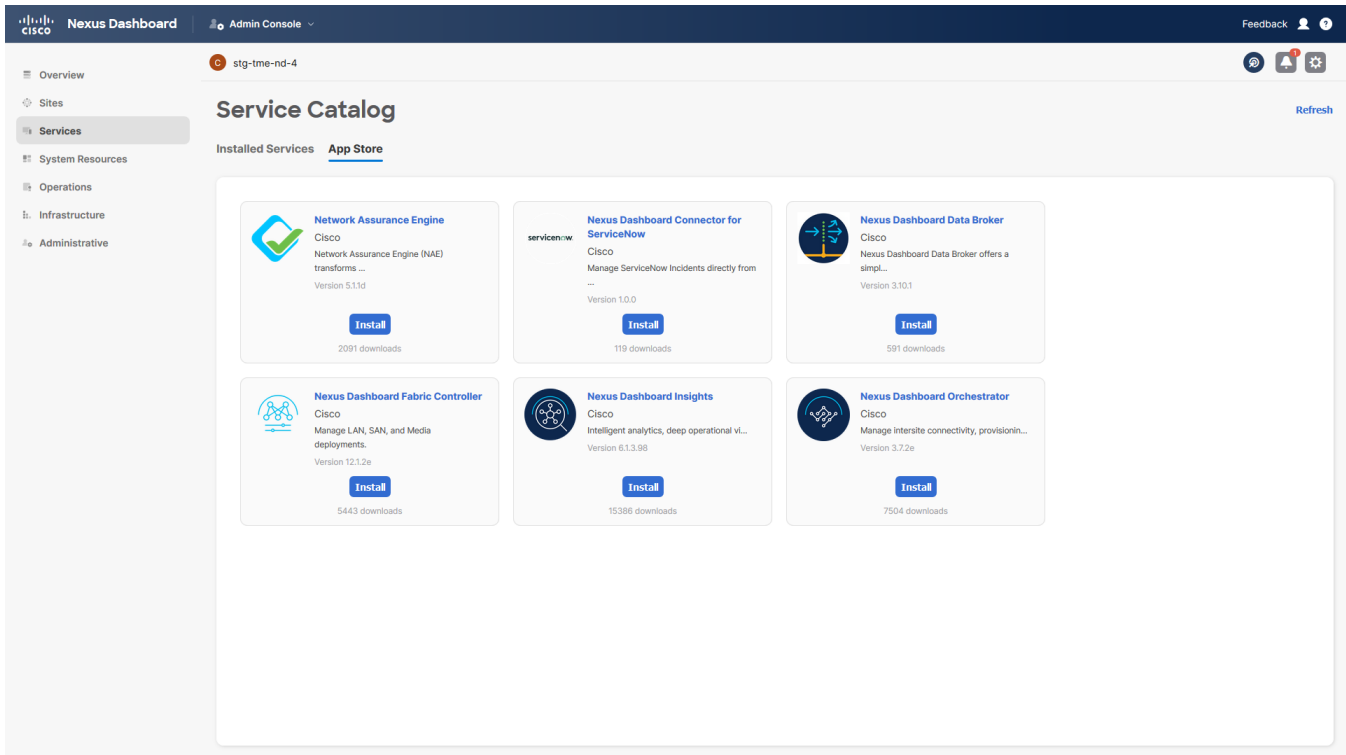 CISCO Nexus Dashboard
Admin Console
Feedback
Overview
Sites
Services
System Resources
Operations
Infrastructure
Administrative
C stg-tme-nd-4
1
Service Catalog
Refresh
Installed Services App Store
Network Assurance Engine
Cisco
Network Assurance Engine (NAE)
transforms ...
Version 5.1.1d
Install
2091 downloads
servicenow
Nexus Dashboard Connector for
ServiceNow
Cisco
Manage ServiceNow Incidents directly from
...
Version 1.0.0
Install
119 downloads
Nexus Dashboard Data Broker
Cisco
Nexus Dashboard Data Broker offers a
simpl...
Version 3.10.1
Install
591 downloads
Nexus Dashboard Fabric Controller
Cisco
Manage LAN, SAN, and Media
deployments.
Version 12.1.2e
Install
5443 downloads
Nexus Dashboard Insights
Cisco
Intelligent analytics, deep operational vi...
Version 6.1.3.98
Install
15386 downloads
Nexus Dashboard Orchestrator
Cisco
Manage intersite connectivity, provisionin...
Version 3.7.2e
Install
7504 downloads